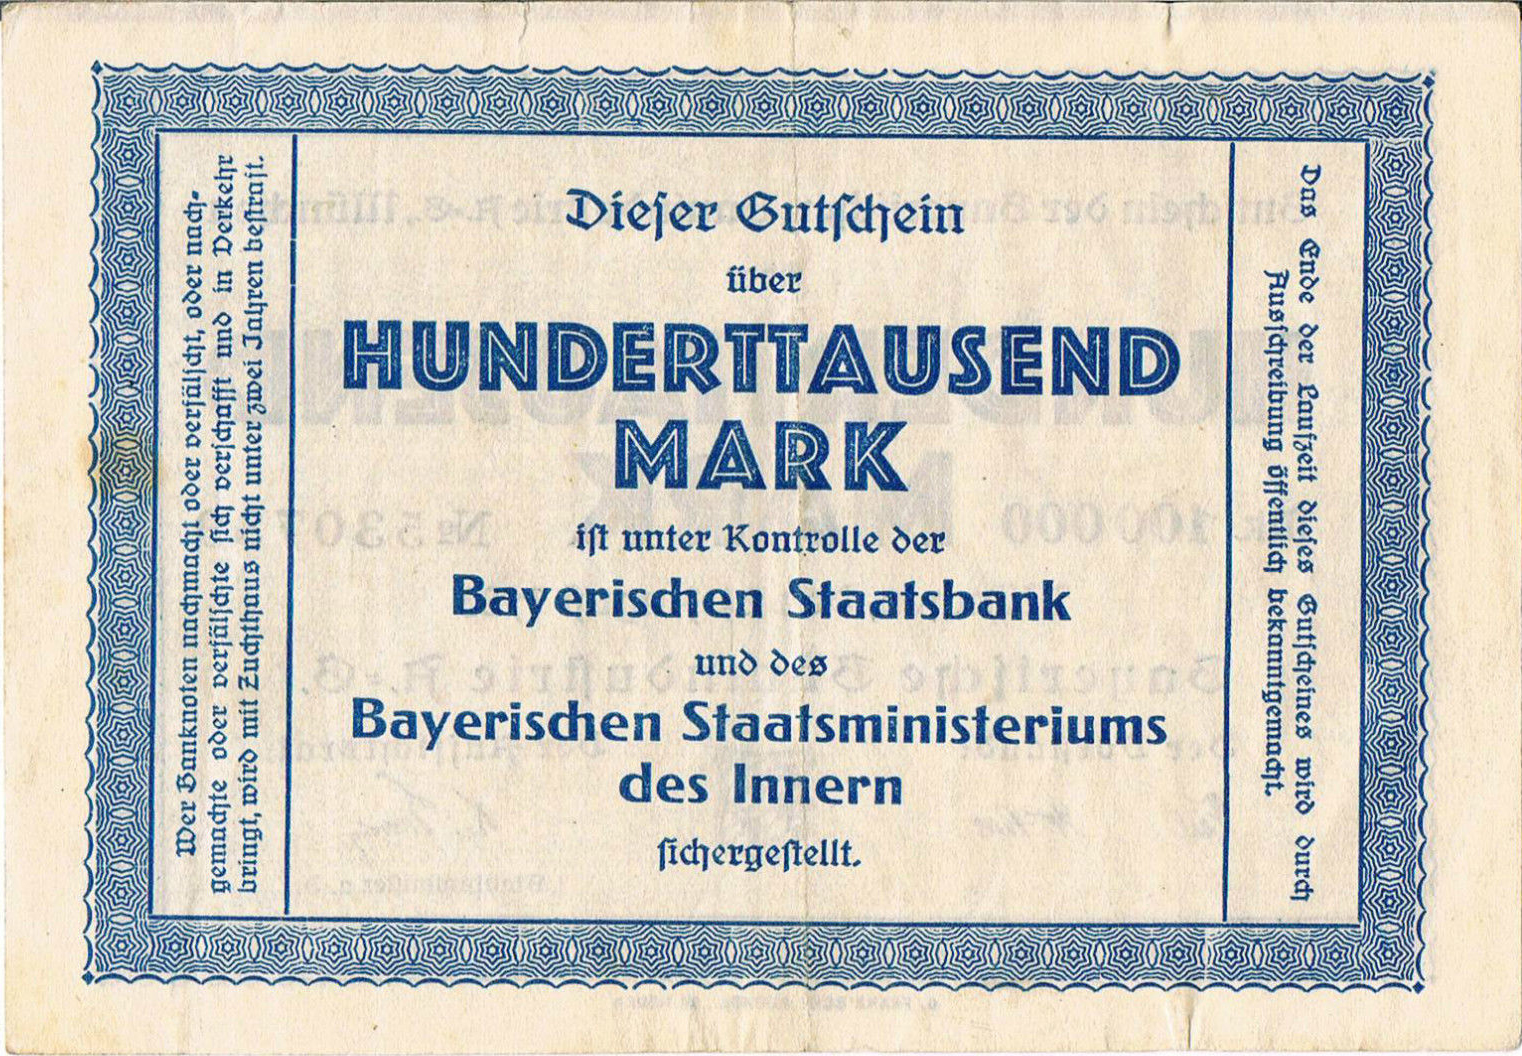 Wer Banknoten nachmacht oder verfälscht, oder nach-
gemachte oder verfälschte sich verschafft und in Verkehr
bringt, wird mit Zuchthaus nicht unter zwei Jahren bestraft.
Dieser Gutschein
über
HUNDERTTAUSEND
MARK
ist unter Kontrolle der
Bayerischen Staatsbank
und des
Bayerischen Staatsministeriums
des Innern
sichergestellt.
Das Ende der Laufzeit dieses Gutscheines wird durch
Ausschreibung öffentlich bekanntgemacht.